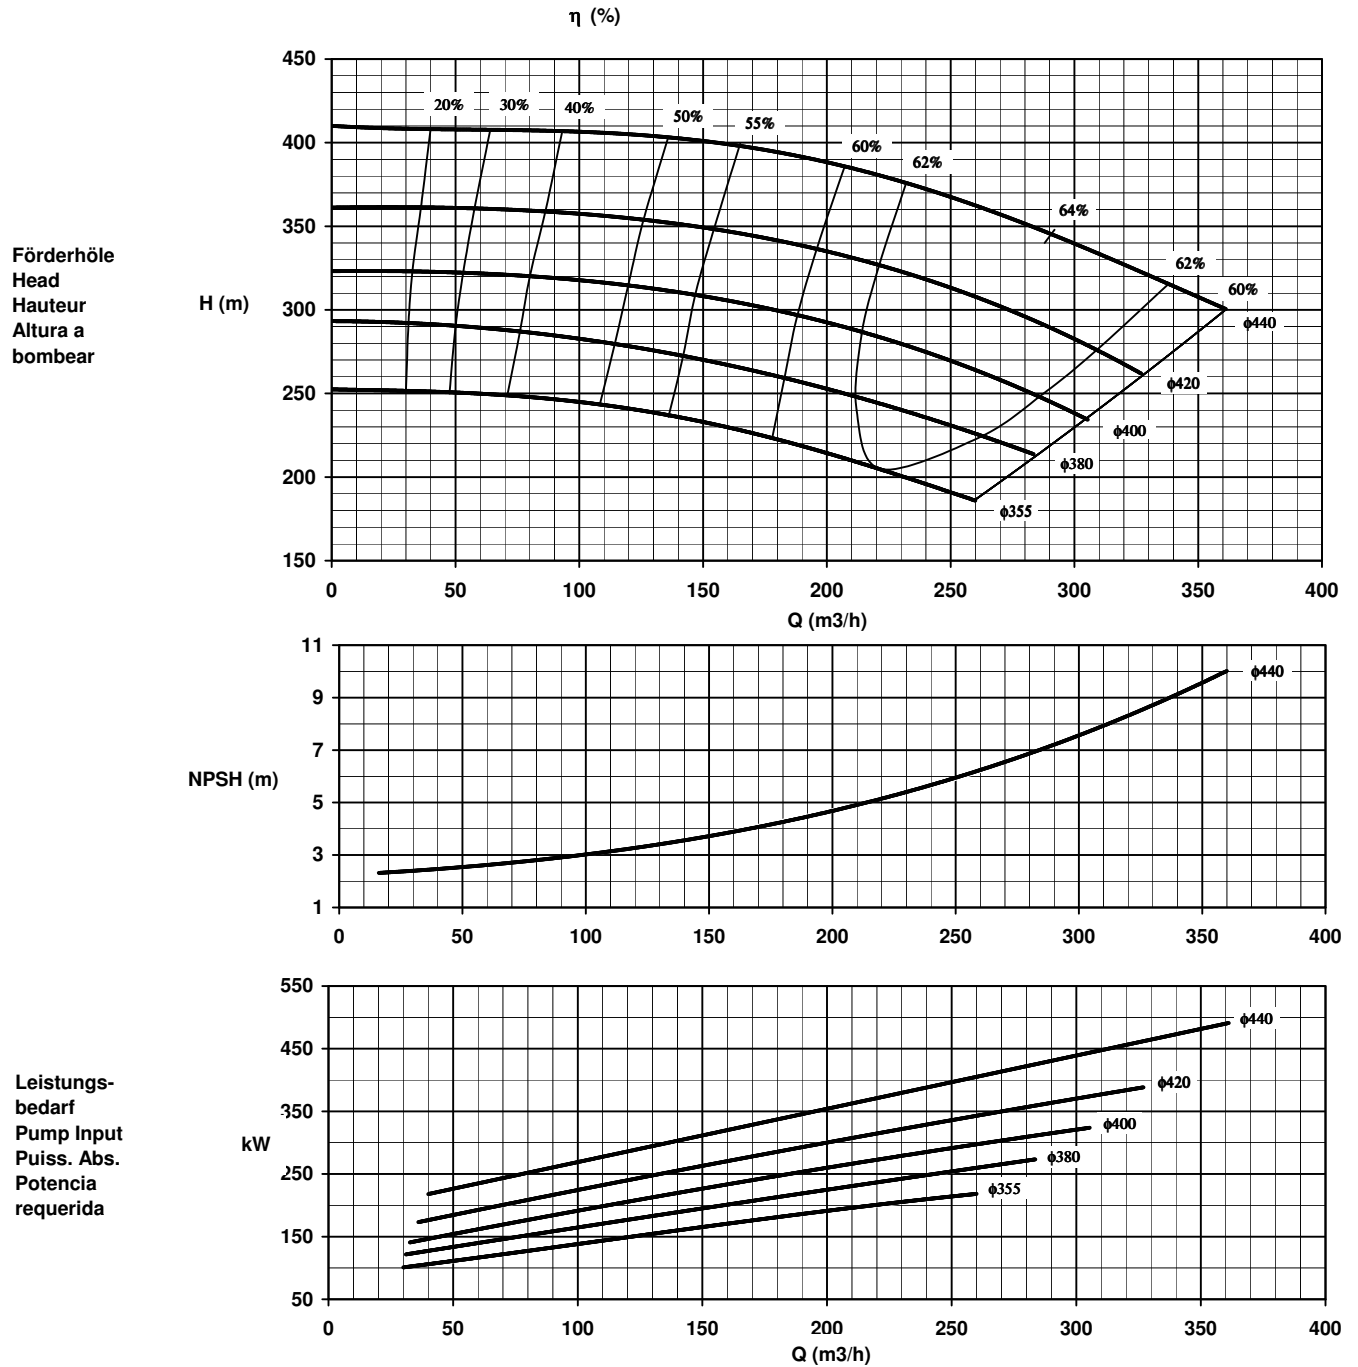 η (%)
450
400
350
300
250
200
150
Förderhöle
Head
Hauteur
Altura a
bombear
H (m)
20%
30%
40%
50%
55%
60%
62%
64%
62%
60%
ϕ440
ϕ420
ϕ400
ϕ380
ϕ355
0 50 100 150 200 250 300 350 400
Q (m3/h)
11
9
7
5
3
1
NPSH (m)
ϕ440
0 50 100 150 200 250 300 350 400
550
450
350
250
150
50
Leistungs-
bedarf
Pump Input
Puiss. Abs.
Potencia
requerida
kW
ϕ440
ϕ420
ϕ400
ϕ380
ϕ355
0 50 100 150 200 250 300 350 400
Q (m3/h)